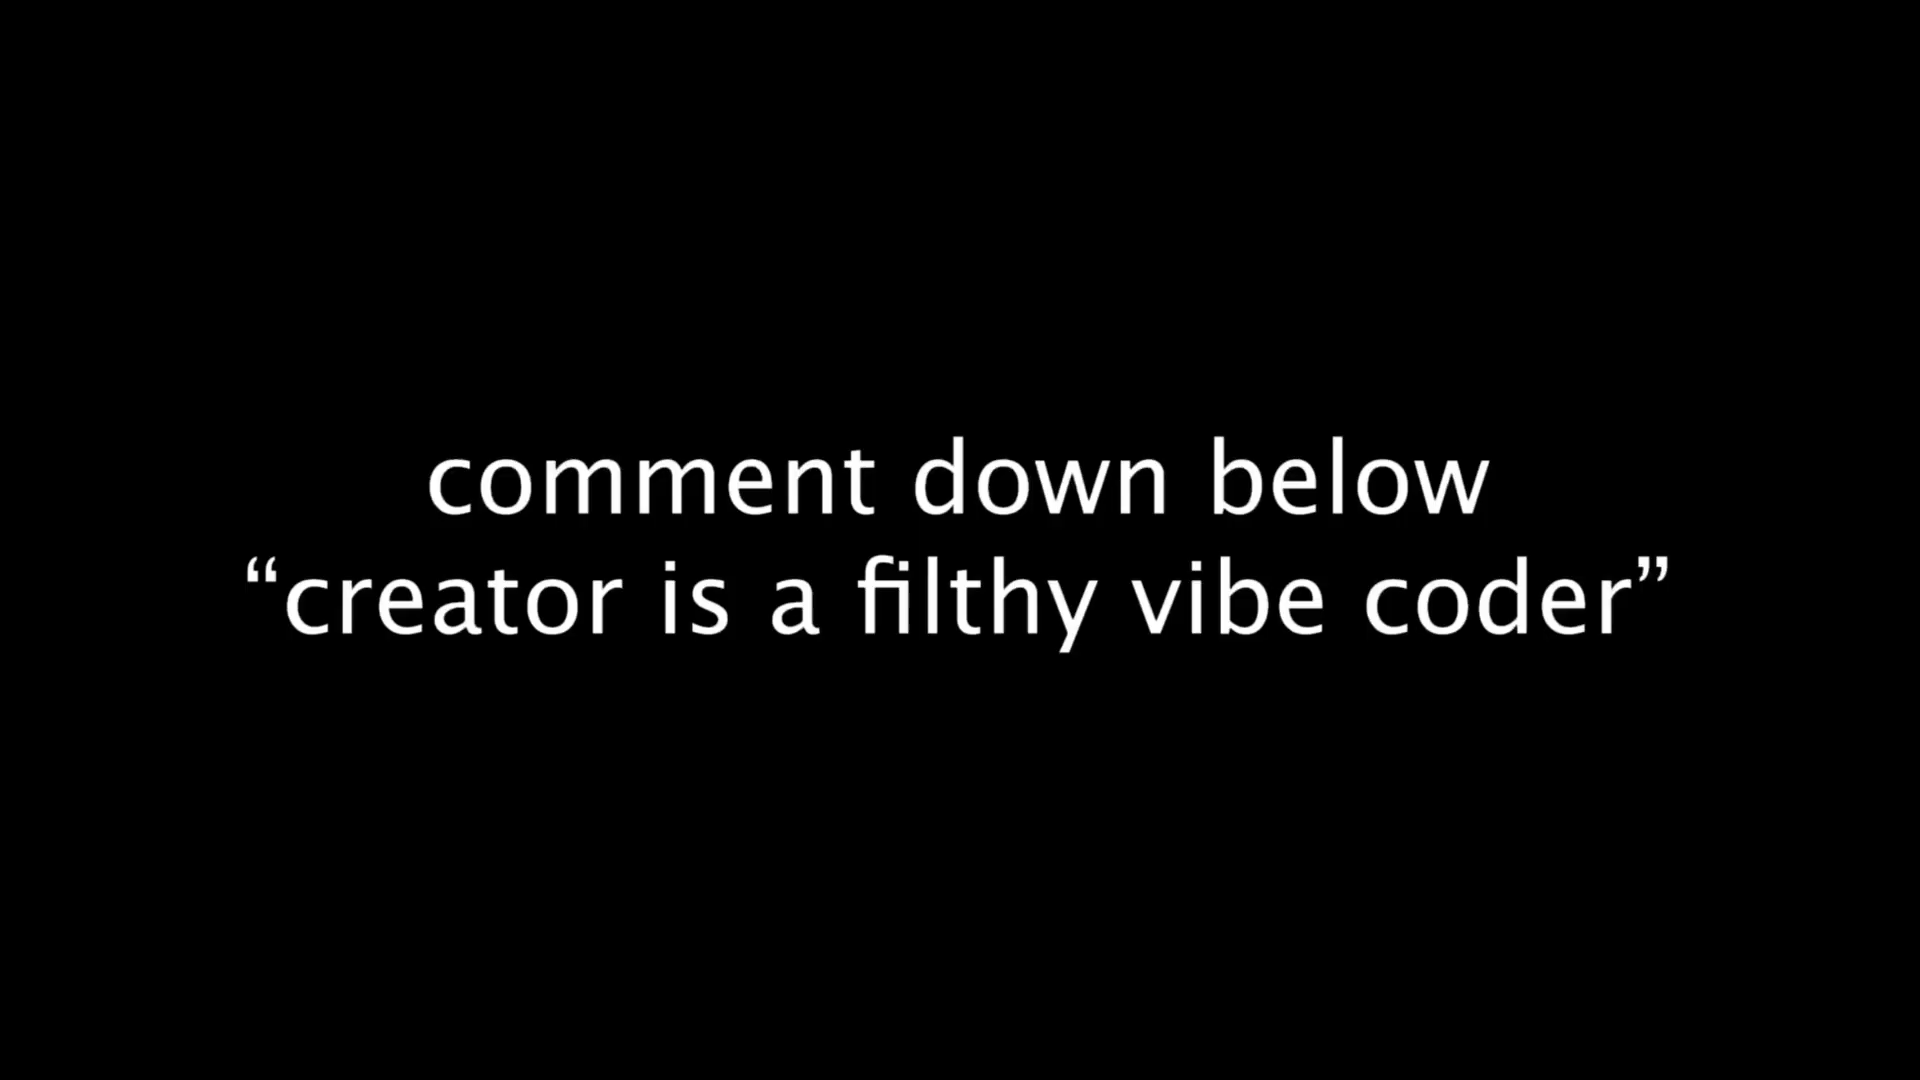 comment down below
“creator is a filthy vibe coder”